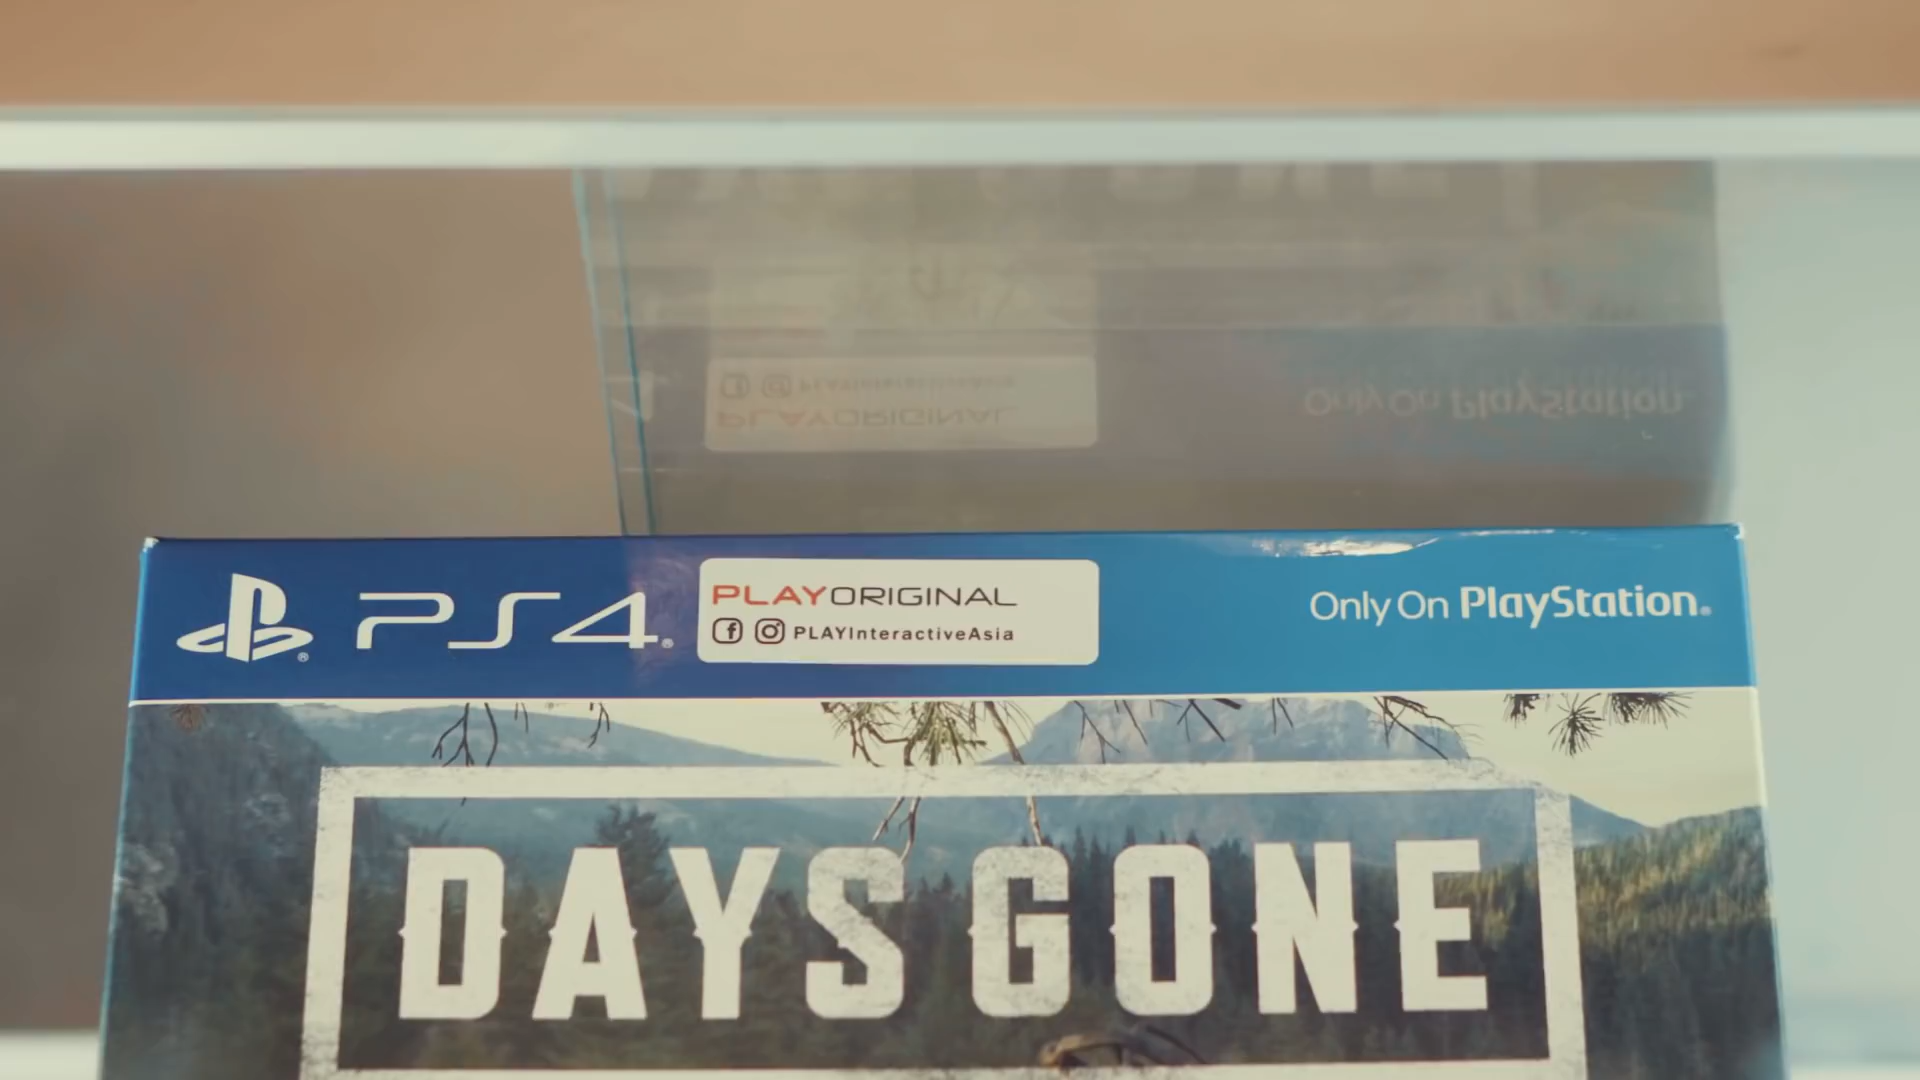 PS4®
PLAYORIGINAL
PLAYInteractiveAsia
Only On PlayStation®
DAYS GONE